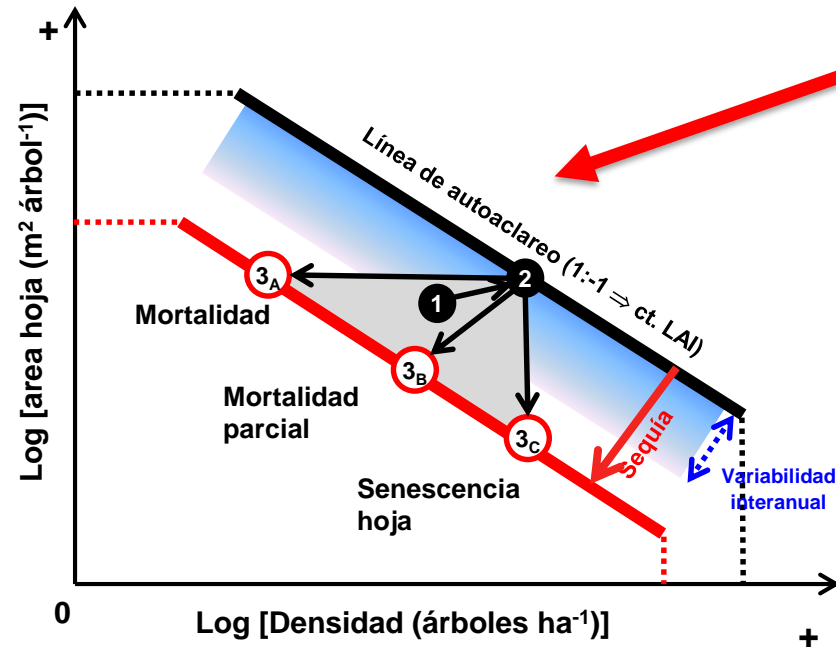 +
Log [area hoja (m² árbol⁻¹)]
Línea de autoaclareo (1:-1 ⇒ ct. LAI)
2
1
3A
Mortalidad
3B
Mortalidad
parcial
3C
Senescencia
hoja
Sequía
Variabilidad
interanual
0
Log [Densidad (árboles ha⁻¹)]
+